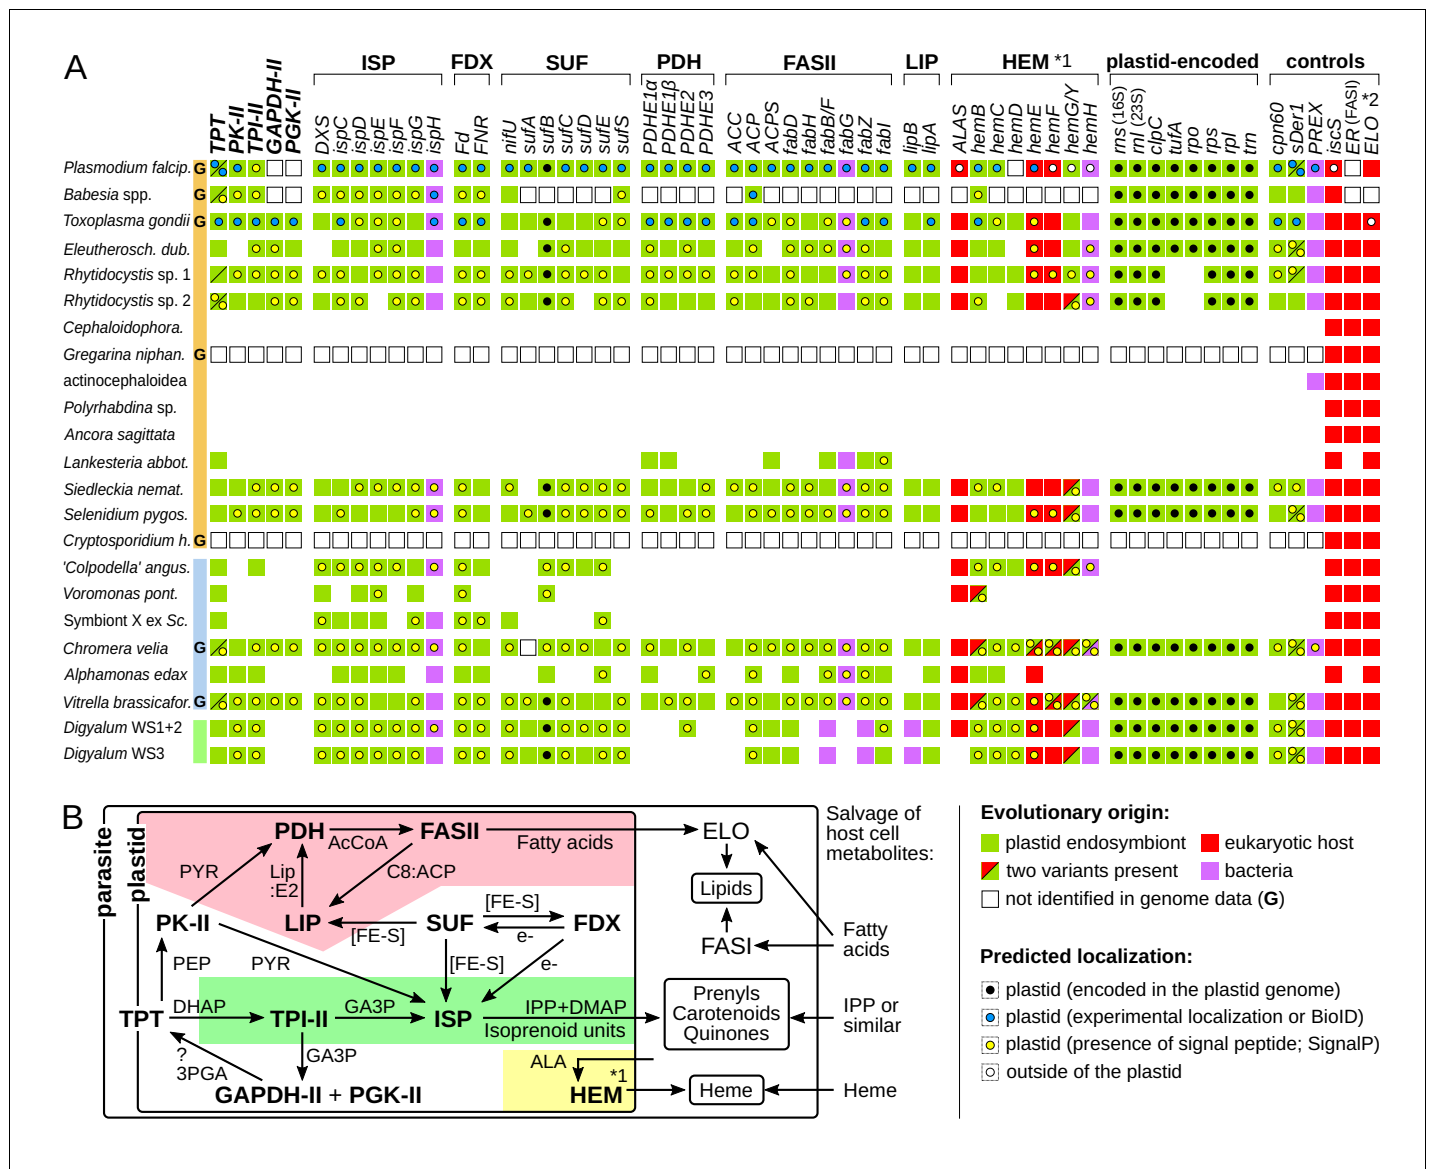 A
ISP FDX SUF PDH FASII LIP HEM *1 plastid-encoded controls
TPT PK-II TPI-II GAPDH-II PGK-II DXS ispC ispD ispE ispF ispG ispH Fd FNR nifU sufA sufB sufC sufD sufE sufS PDHE1α PDHE1β PDHE2 PDHE3 ACC ACP ACPS fabD fabH fabB/F fabG fabZ fabI lipB lipA ALAS hemB hemC hemD hemE hemF hemG/Y hemH rns (16S) rnl (23S) clpC tufA rpo rps rpl trn cpn60 sDer1 PREX iscS ER (FASI) ELO *2
Plasmodium falcip. G
Babesia spp. G
Toxoplasma gondii G
Eleutherosch. dub.
Rhytidocystis sp. 1
Rhytidocystis sp. 2
Cephaloidophora.
Gregarina niphan. G
actinocephaloidea
Polyrhabdina sp.
Ancora sagittata
Lankesteria abbot.
Siedleckia nemat.
Selenidium pygos.
Cryptosporidium h. G
'Colpodella' angus.
Voromonas pont.
Symbiont X ex Sc.
Chromera velia G
Alphamonas edax
Vitrella brassicafor. G
Digyalum WS1+2
Digyalum WS3
B
parasite
plastid
PDH
AcCoA
FASII
Fatty acids
ELO
Salvage of
host cell
metabolites:
PYR
Lip
:E2
C8:ACP
Lipids
PK-II
LIP
[FE-S]
SUF
[FE-S]
e-
FDX
FASI
Fatty
acids
PEP
PYR
[FE-S]
e-
TPT
DHAP
TPI-II
GA3P
ISP
IPP+DMAP
Isoprenoid units
Prenyls
Carotenoids
Quinones
IPP or
similar
?
3PGA
GA3P
ALA
*1
GAPDH-II + PGK-II
HEM
Heme
Heme
Evolutionary origin:
plastid endosymbiont
eukaryotic host
two variants present
bacteria
not identified in genome data (G)
Predicted localization:
plastid (encoded in the plastid genome)
plastid (experimental localization or BioID)
plastid (presence of signal peptide; SignalP)
outside of the plastid